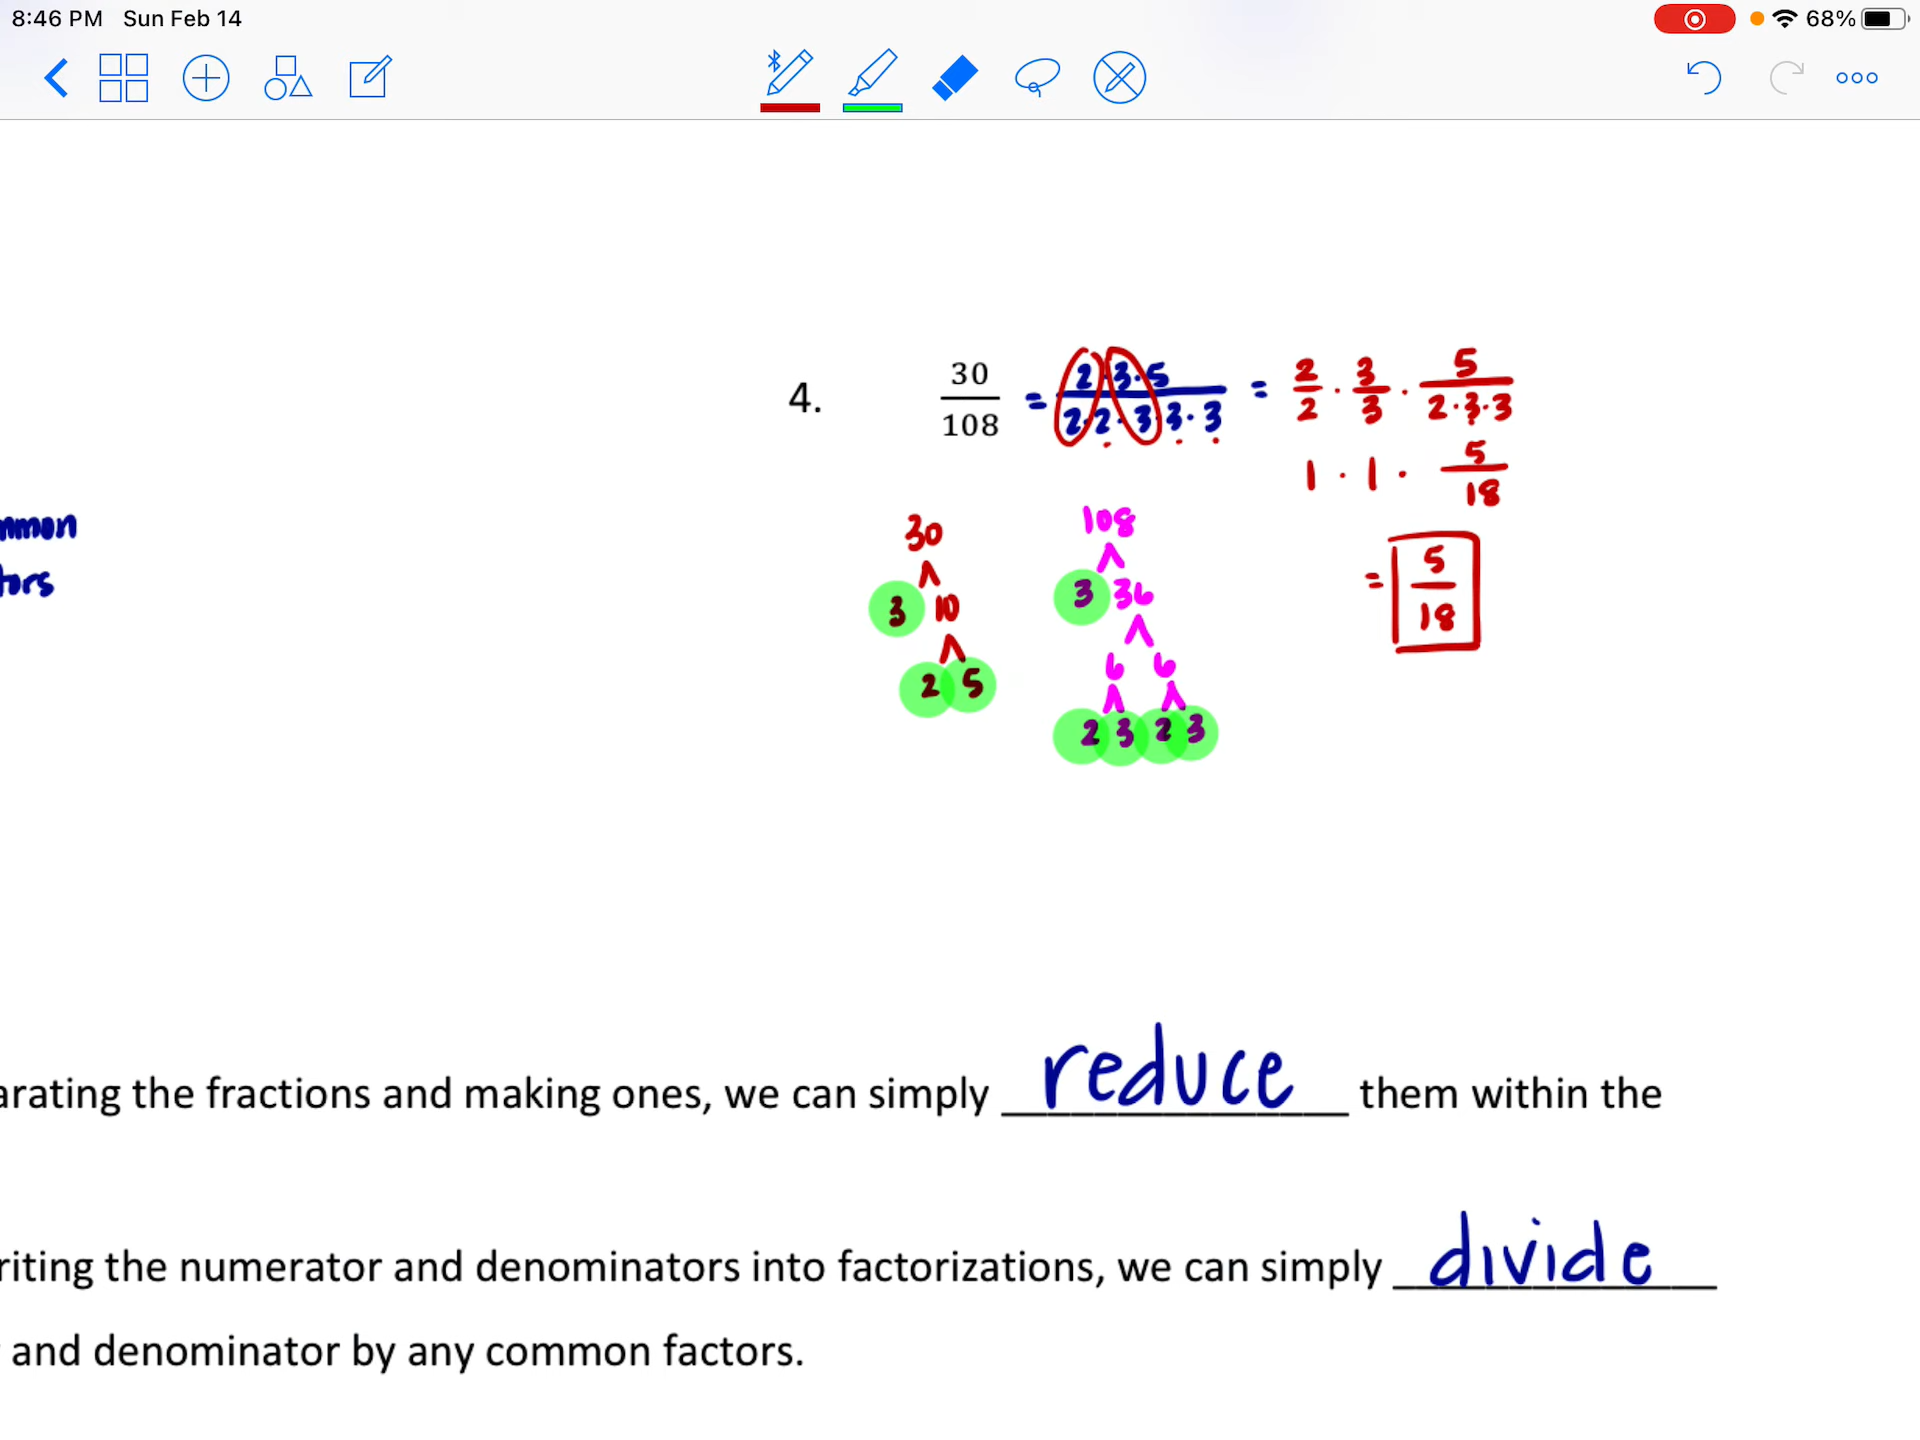 8:46 PM Sun Feb 14 68%
4. 30/108 = 2·3·5/2·2·3·3·3 = 2/2 · 3/3 · 5/2·3·3
1 · 1 · 5/18
= 5/18
30
3 10
2 5
108
3 36
6 6
2 3 2 3
mmon
tors
arating the fractions and making ones, we can simply reduce them within the
riting the numerator and denominators into factorizations, we can simply divide
and denominator by any common factors.